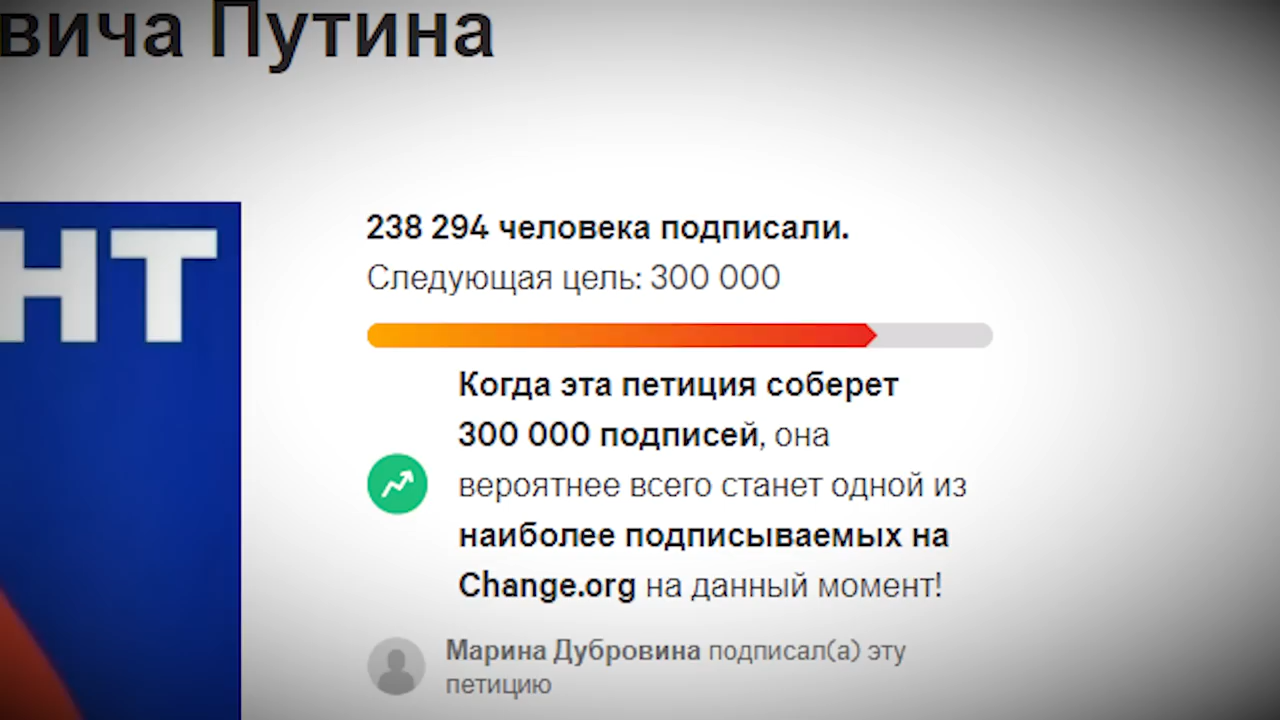 вича Путина
НТ
238 294 человека подписали.
Следующая цель: 300 000
Когда эта петиция соберет
300 000 подписей, она
вероятнее всего станет одной из
наиболее подписываемых на
Change.org на данный момент!
Марина Дубровина подписал(а) эту
петицию